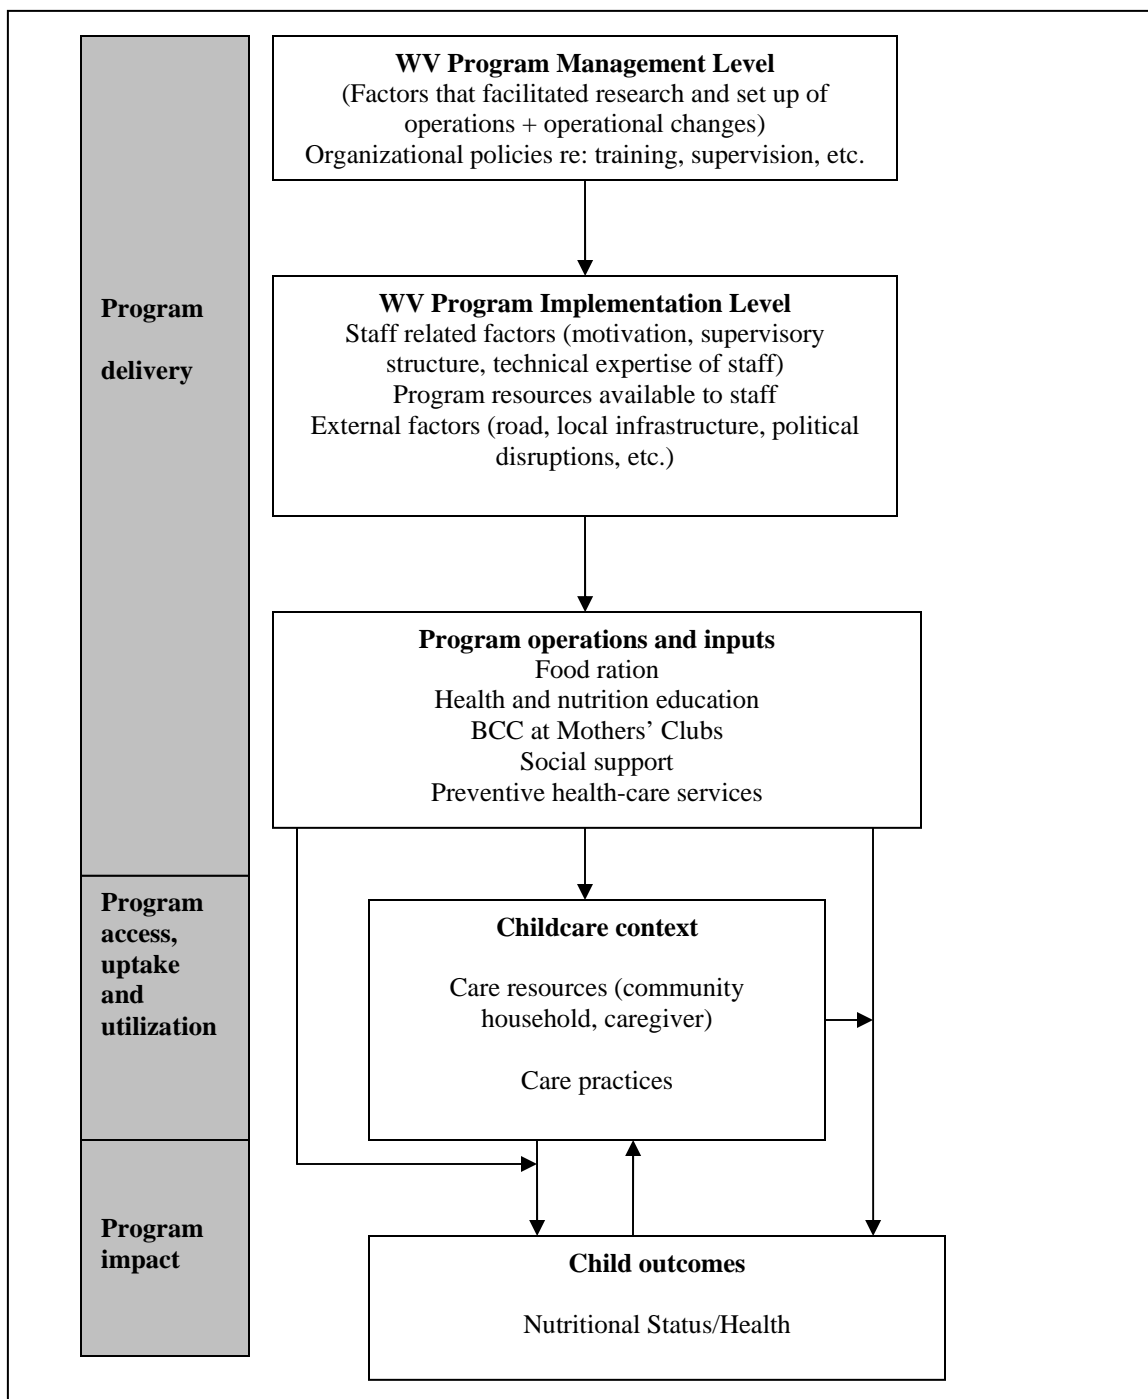 WV Program Management Level
(Factors that facilitated research and set up of
operations + operational changes)
Organizational policies re: training, supervision, etc.
Program
delivery
WV Program Implementation Level
Staff related factors (motivation, supervisory
structure, technical expertise of staff)
Program resources available to staff
External factors (road, local infrastructure, political
disruptions, etc.)
Program operations and inputs
Food ration
Health and nutrition education
BCC at Mothers’ Clubs
Social support
Preventive health-care services
Program
access,
uptake
and
utilization
Childcare context
Care resources (community
household, caregiver)
Care practices
Program
impact
Child outcomes
Nutritional Status/Health